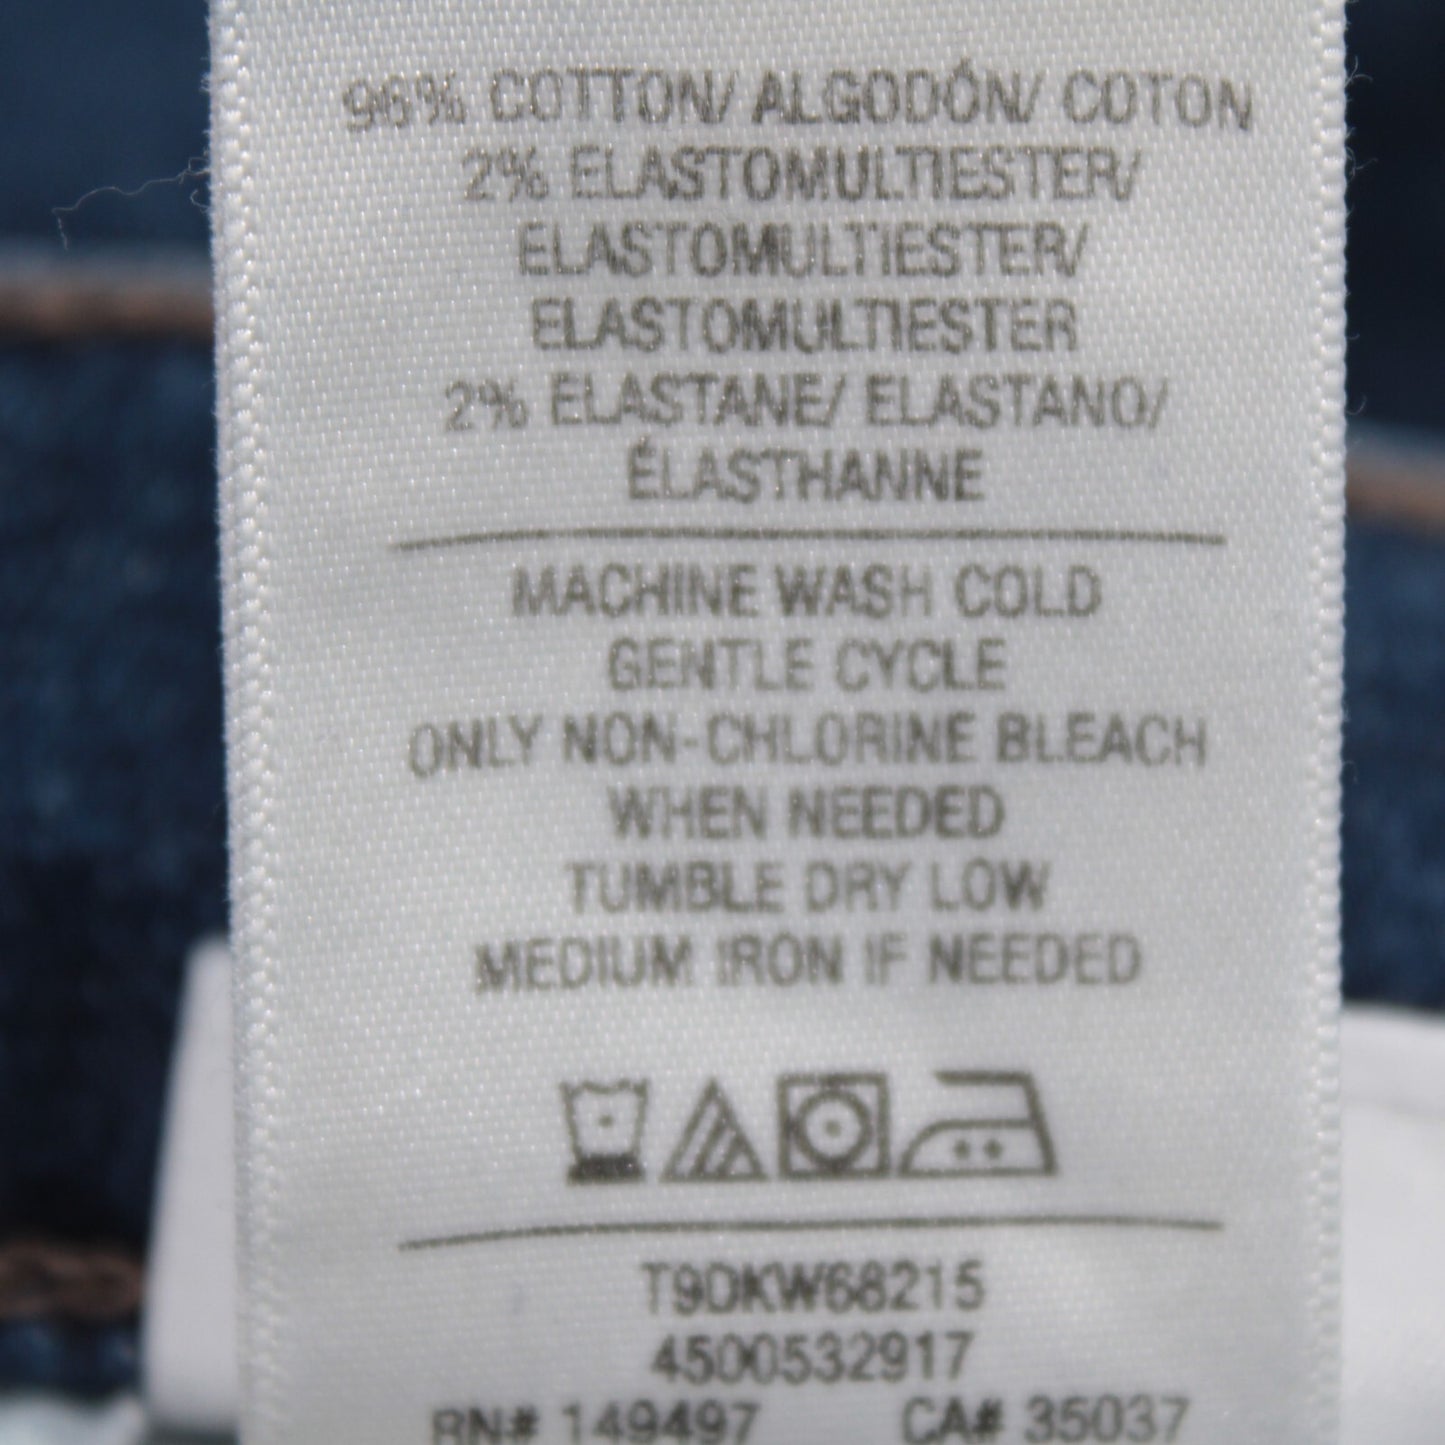 96% COTTON/ ALGODÓN/ COTON
2% ELASTOMULTIESTER/
ELASTOMULTIESTER/
ELASTOMULTIESTER
2% ELASTANE/ ELASTANO/
ÉLASTHANNE
MACHINE WASH COLD
GENTLE CYCLE
ONLY NON-CHLORINE BLEACH
WHEN NEEDED
TUMBLE DRY LOW
MEDIUM IRON IF NEEDED
T9DKW68215
4500532917
RN# 149497 CA# 35037